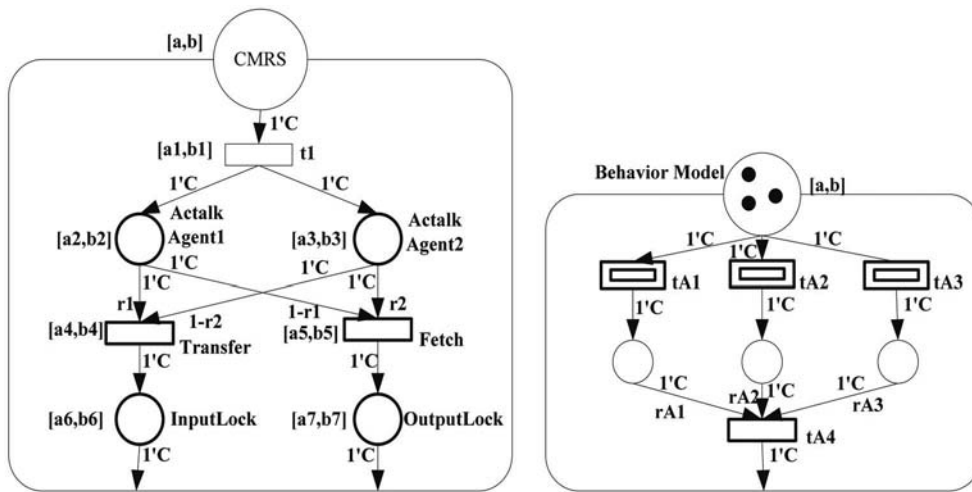 [a,b]
CMRS
1'C
[a1,b1]
t1
1'C
1'C
Actalk
Agent1
[a2,b2]
[a3,b3]
Actalk
Agent2
1'C
1'C
1'C
1'C
r1
1-r2
1-r1
r2
[a4,b4]
Transfer
[a5,b5]
Fetch
1'C
1'C
[a6,b6]
InputLock
[a7,b7]
OutputLock
1'C
1'C
Behavior Model
[a,b]
1'C
1'C
1'C
tA1
tA2
tA3
1'C
1'C
1'C
1'C
1'C
1'C
rA1
rA2
rA3
tA4
1'C